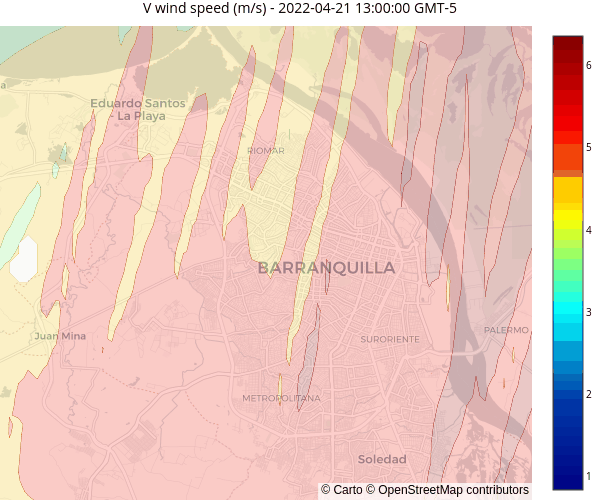 V wind speed (m/s) - 2022-04-21 13:00:00 GMT-5
6
a
Eduardo Santos
- La Playa
RIOMAR
5
4
BARRANQUILLA
3
Juan Mina
SURORIENTE
PALERMO
2
METROPOLITANA
Soledad
1
© Carto © OpenStreetMap contributors